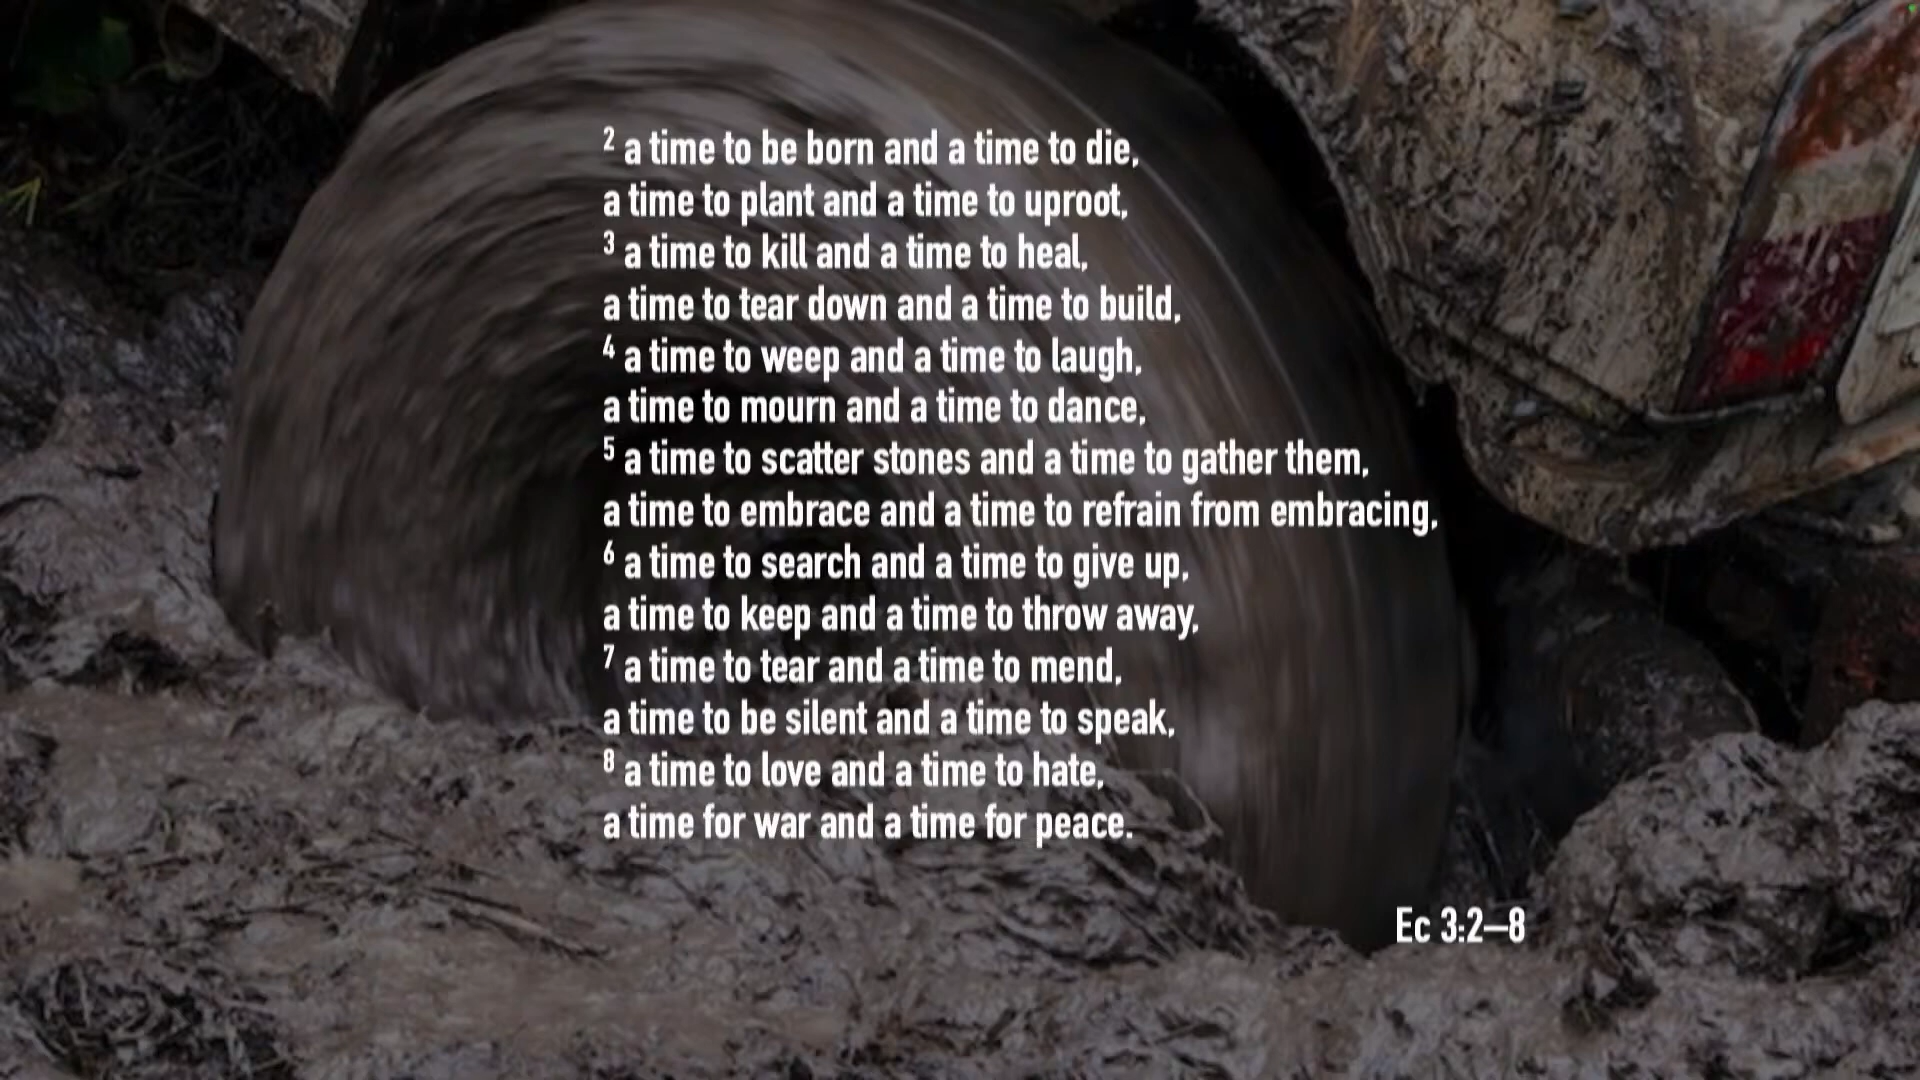 2 a time to be born and a time to die,
a time to plant and a time to uproot,
3 a time to kill and a time to heal,
a time to tear down and a time to build,
4 a time to weep and a time to laugh,
a time to mourn and a time to dance,
5 a time to scatter stones and a time to gather them,
a time to embrace and a time to refrain from embracing,
6 a time to search and a time to give up,
a time to keep and a time to throw away,
7 a time to tear and a time to mend,
a time to be silent and a time to speak,
8 a time to love and a time to hate,
a time for war and a time for peace.
Ec 3:2–8